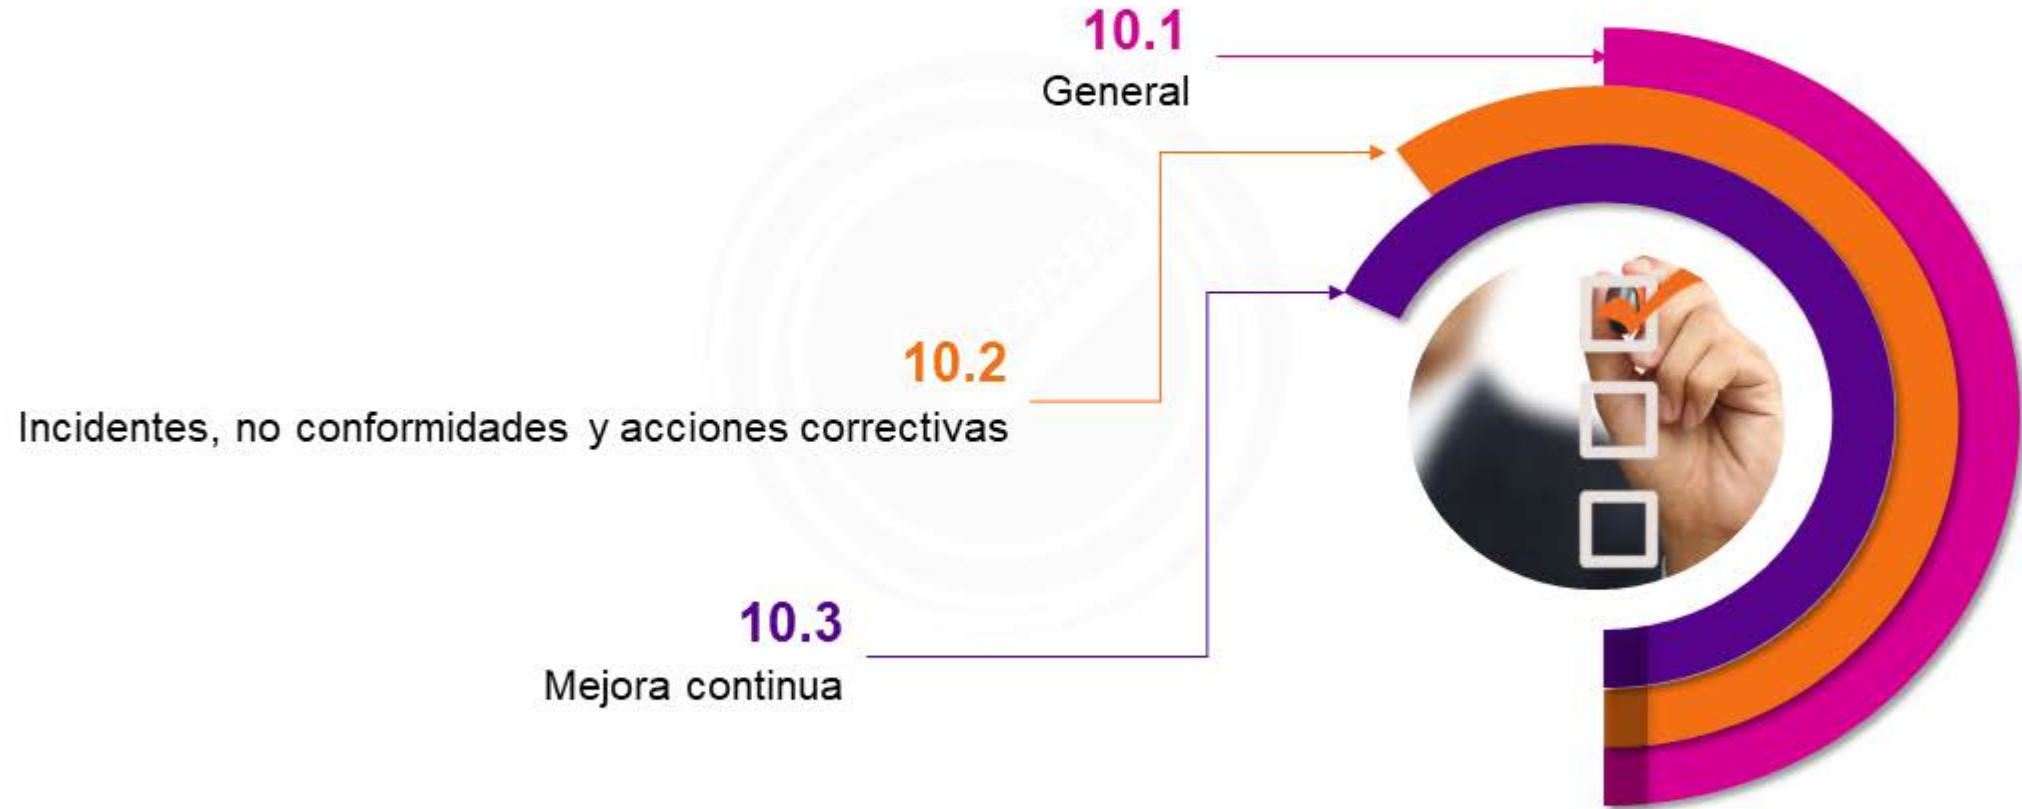 10.1
General
10.2
Incidentes, no conformidades y acciones correctivas
10.3
Mejora continua